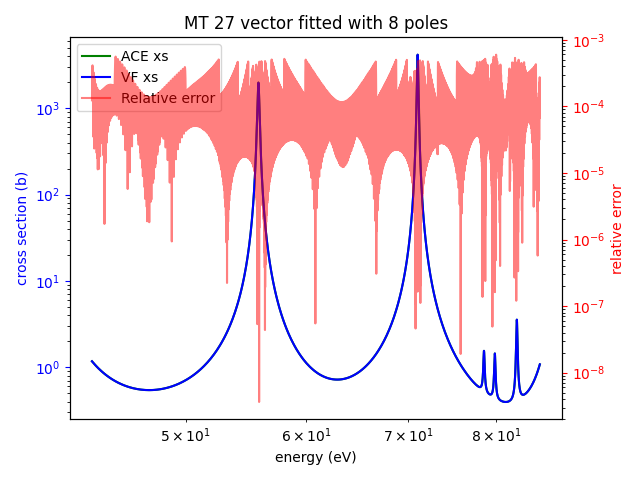 MT 27 vector fitted with 8 poles
ACE xs
VF xs
Relative error
cross section (b)
10³
10²
10¹
10⁰
relative error
10⁻³
10⁻⁴
10⁻⁵
10⁻⁶
10⁻⁷
10⁻⁸
5 × 10¹
6 × 10¹
7 × 10¹
8 × 10¹
energy (eV)